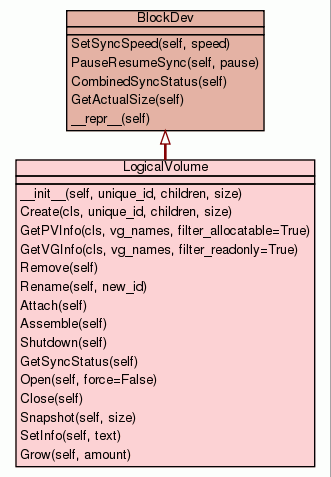 BlockDev
SetSyncSpeed(self, speed)
PauseResumeSync(self, pause)
CombinedSyncStatus(self)
GetActualSize(self)
__repr__(self)
LogicalVolume
__init__(self, unique_id, children, size)
Create(cls, unique_id, children, size)
GetPVInfo(cls, vg_names, filter_allocatable=True)
GetVGInfo(cls, vg_names, filter_readonly=True)
Remove(self)
Rename(self, new_id)
Attach(self)
Assemble(self)
Shutdown(self)
GetSyncStatus(self)
Open(self, force=False)
Close(self)
Snapshot(self, size)
SetInfo(self, text)
Grow(self, amount)